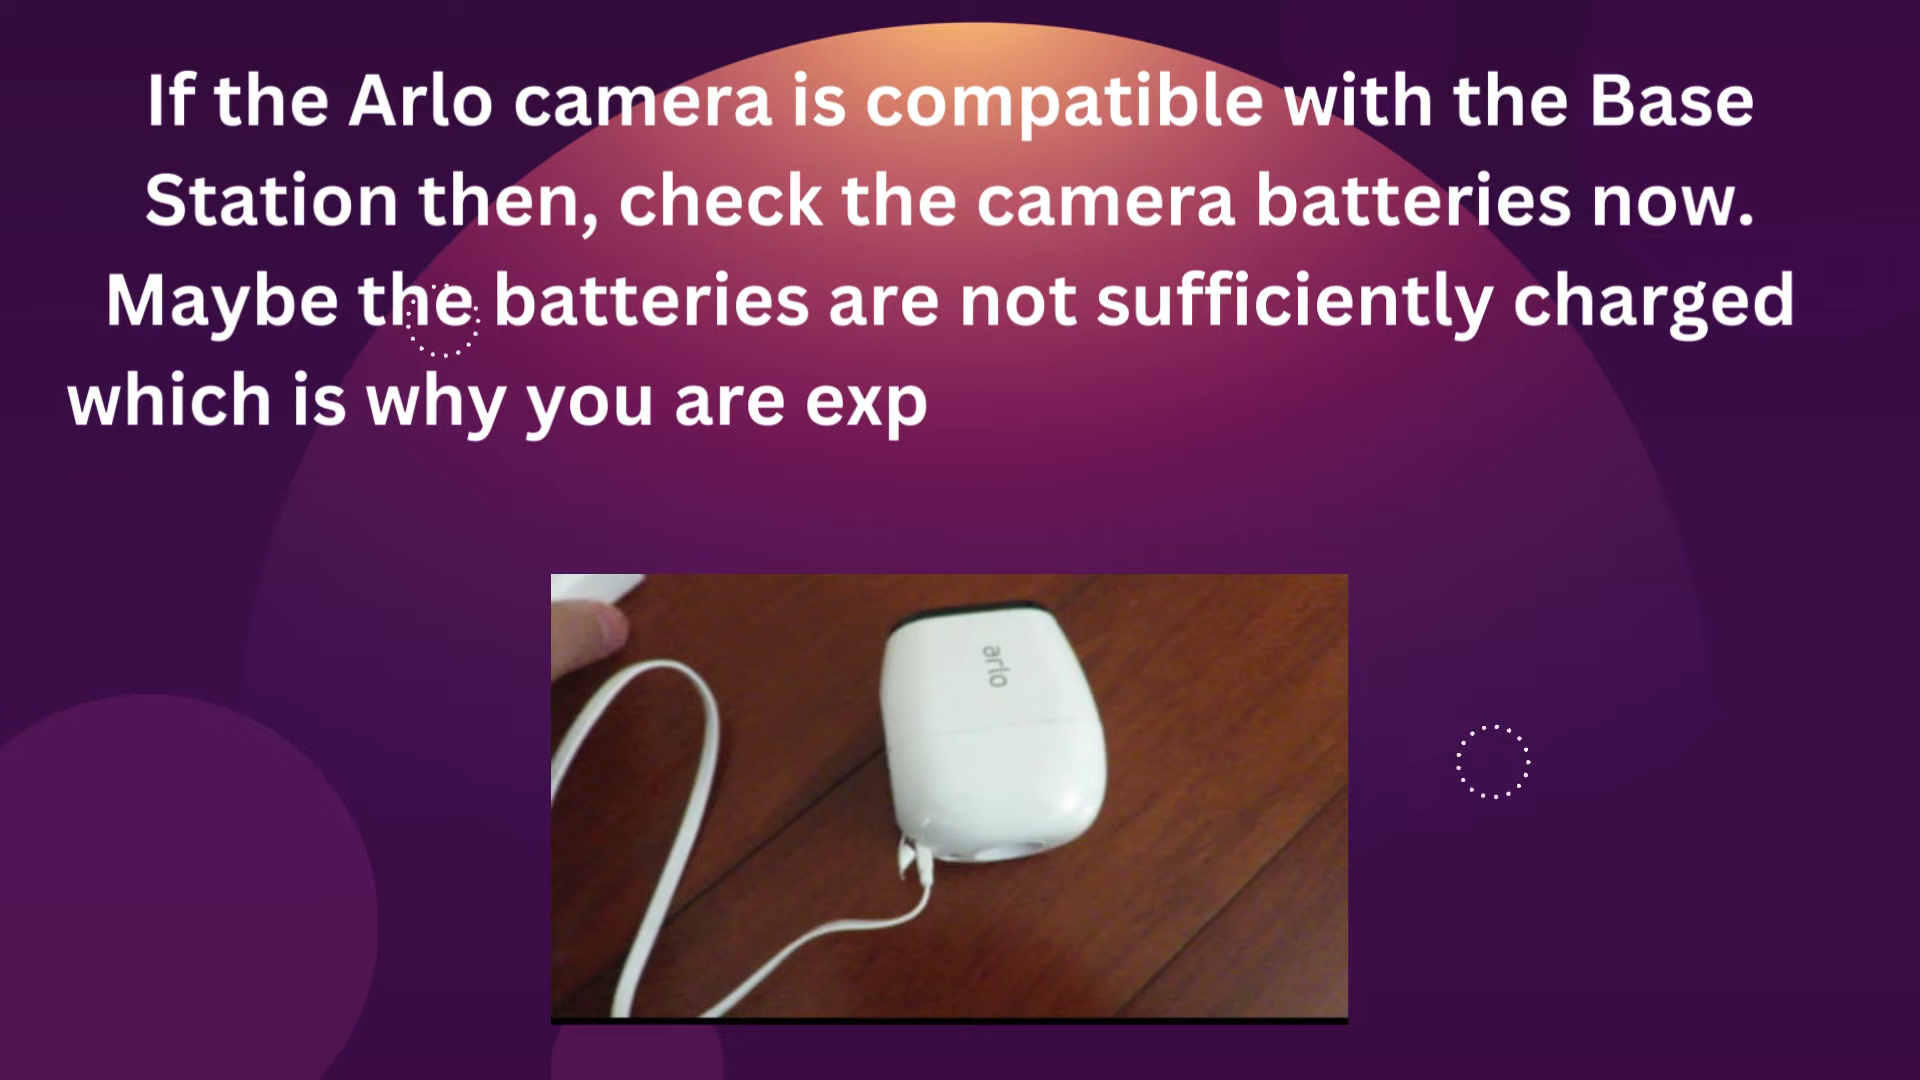 If the Arlo camera is compatible with the Base
Station then, check the camera batteries now.
Maybe the batteries are not sufficiently charged
which is why you are exp
arlo